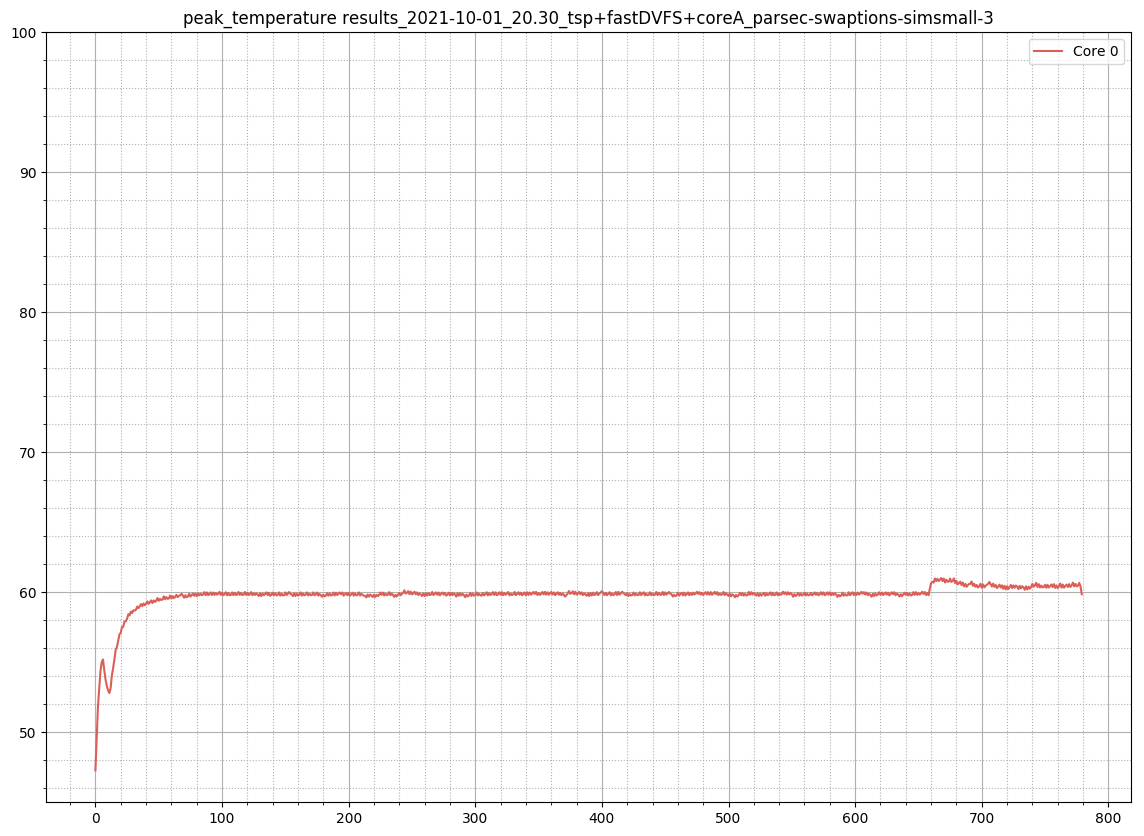 peak_temperature results_2021-10-01_20.30_tsp+fastDVFS+coreA_parsec-swaptions-simsmall-3
Core 0
100
90
80
70
60
50
0 100 200 300 400 500 600 700 800